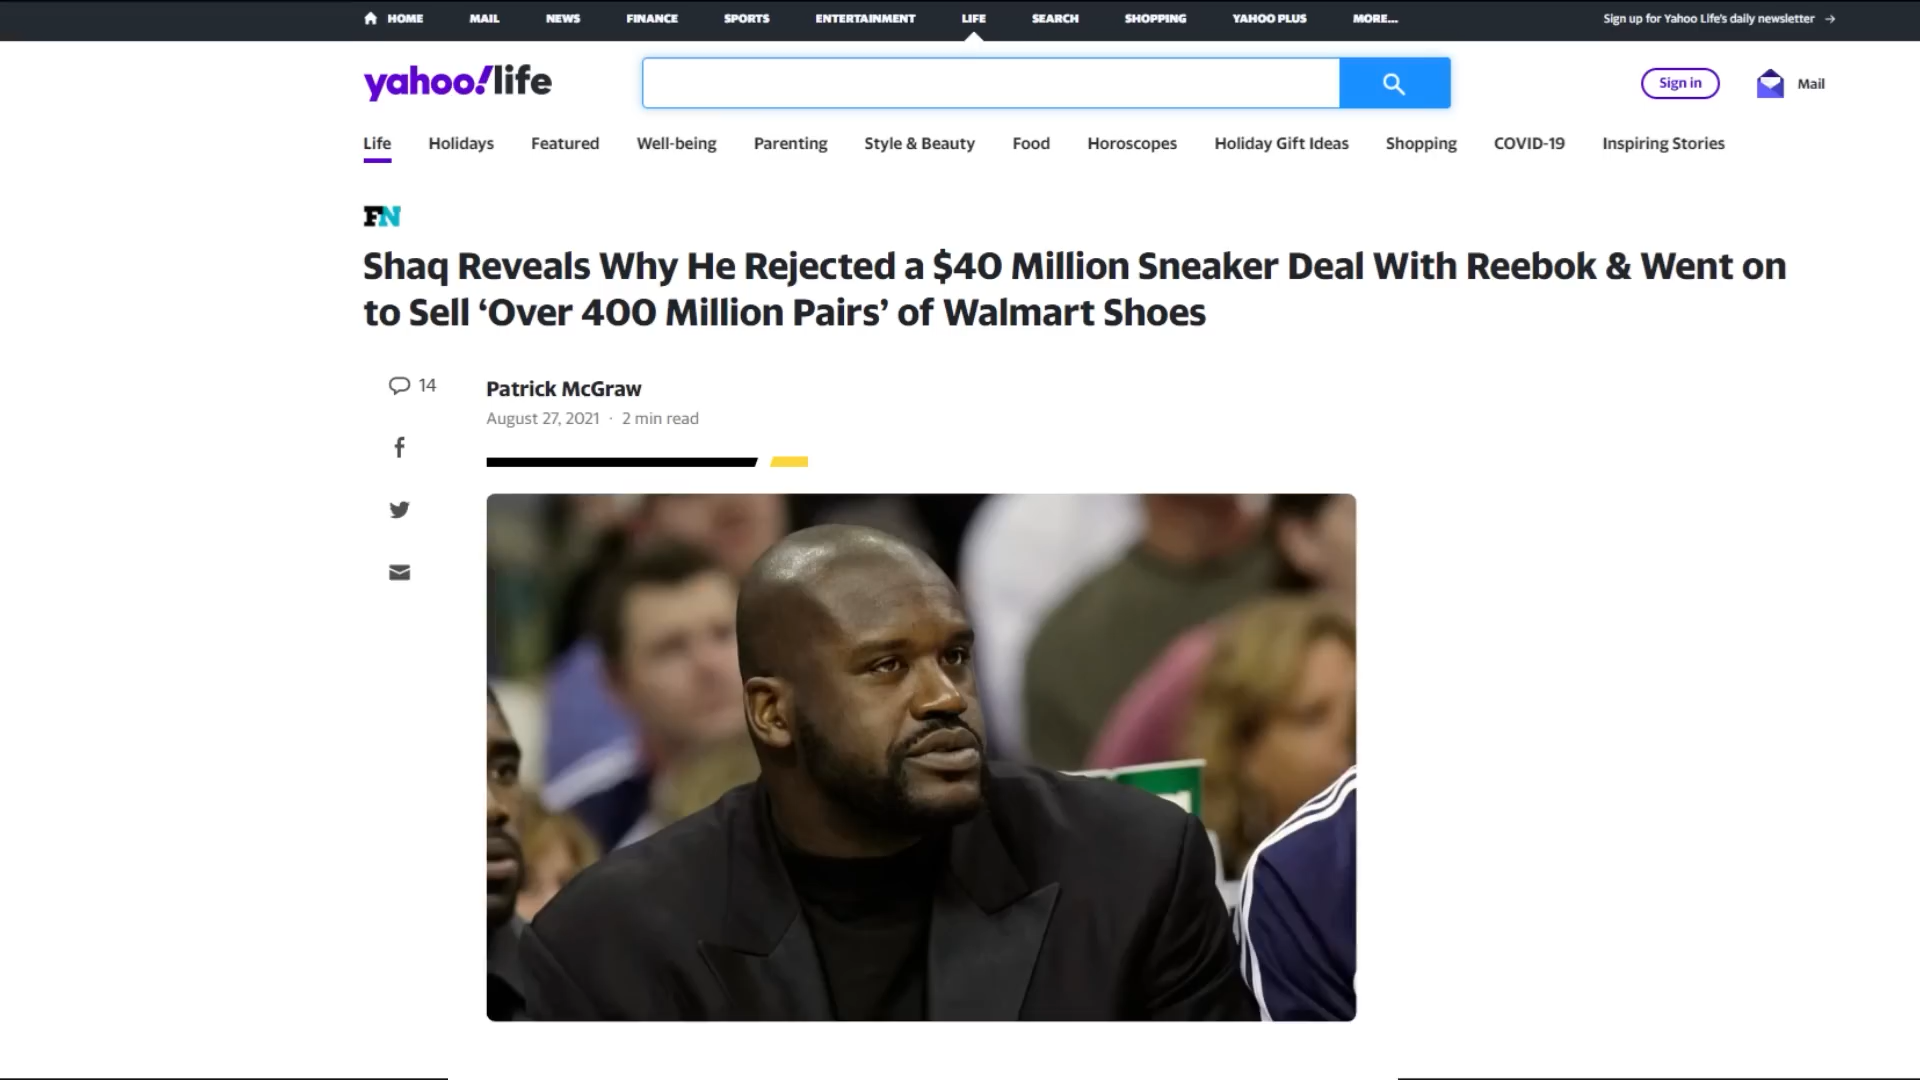 HOME MAIL NEWS FINANCE SPORTS ENTERTAINMENT LIFE SEARCH SHOPPING YAHOO PLUS MORE... Sign up for Yahoo Life's daily newsletter →
yahoo!life
Sign in Mail
Life Holidays Featured Well-being Parenting Style & Beauty Food Horoscopes Holiday Gift Ideas Shopping COVID-19 Inspiring Stories
FN
Shaq Reveals Why He Rejected a $40 Million Sneaker Deal With Reebok & Went on
to Sell ‘Over 400 Million Pairs’ of Walmart Shoes
14
Patrick McGraw
August 27, 2021 · 2 min read